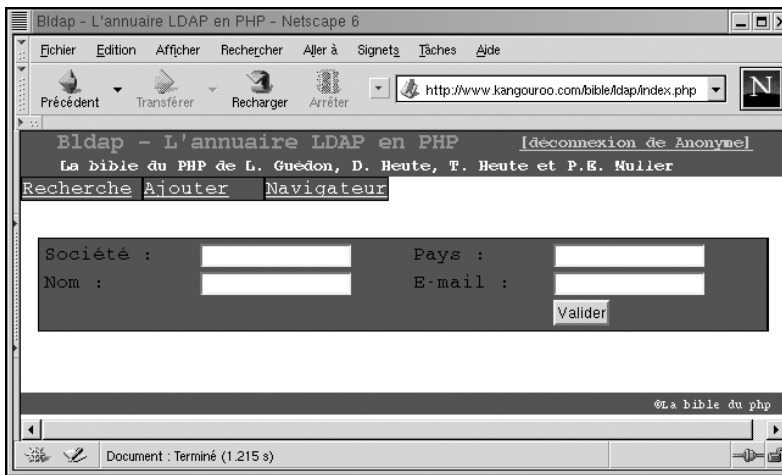 Bldap - L'annuaire LDAP en PHP - Netscape 6
Fichier Edition Afficher Rechercher Aller à Signets Tâches Aide
Précédent Transférer Recharger Arrêter http://www.kangouroo.com/bible/ldap/index.php N
Bldap - L'annuaire LDAP en PHP [déconnexion de Anonyme]
La bible du PHP de L. Guédon, D. Heute, T. Heute et P.E. Muller
Recherche Ajouter Navigateur
Société : Pays :
Nom : E-mail :
Valider
©La bible du php
Document : Terminé (1.215 s)